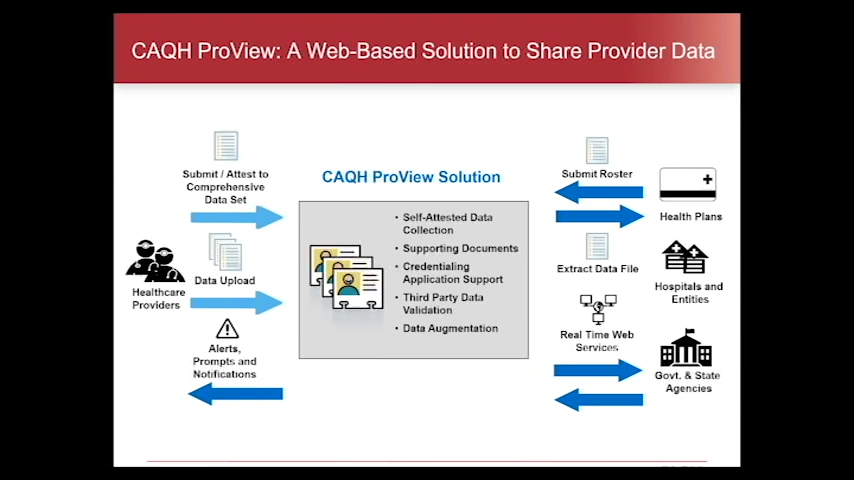 CAQH ProView: A Web-Based Solution to Share Provider Data
Submit / Attest to
Comprehensive
Data Set
Healthcare
Providers
Data Upload
Alerts,
Prompts and
Notifications
CAQH ProView Solution
• Self-Attested Data
Collection
• Supporting Documents
• Credentialing
Application Support
• Third Party Data
Validation
• Data Augmentation
Submit Roster
Extract Data File
Real Time Web
Services
Health Plans
Hospitals and
Entities
Govt. & State
Agencies